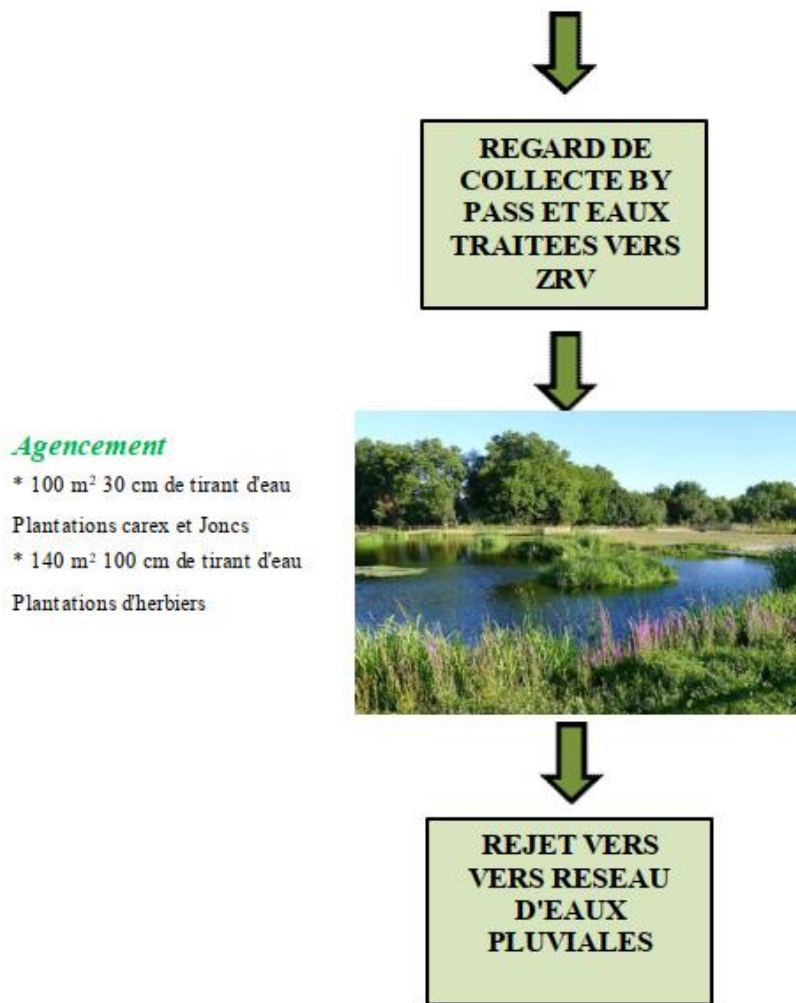 REGARD DE
COLLECTE BY
PASS ET EAUX
TRAITEES VERS
ZRV
Agencement
* 100 m² 30 cm de tirant d'eau
Plantations carex et Joncs
* 140 m² 100 cm de tirant d'eau
Plantations d'herbiers
REJET VERS
VERS RESEAU
D'EAUX
PLUVIALES